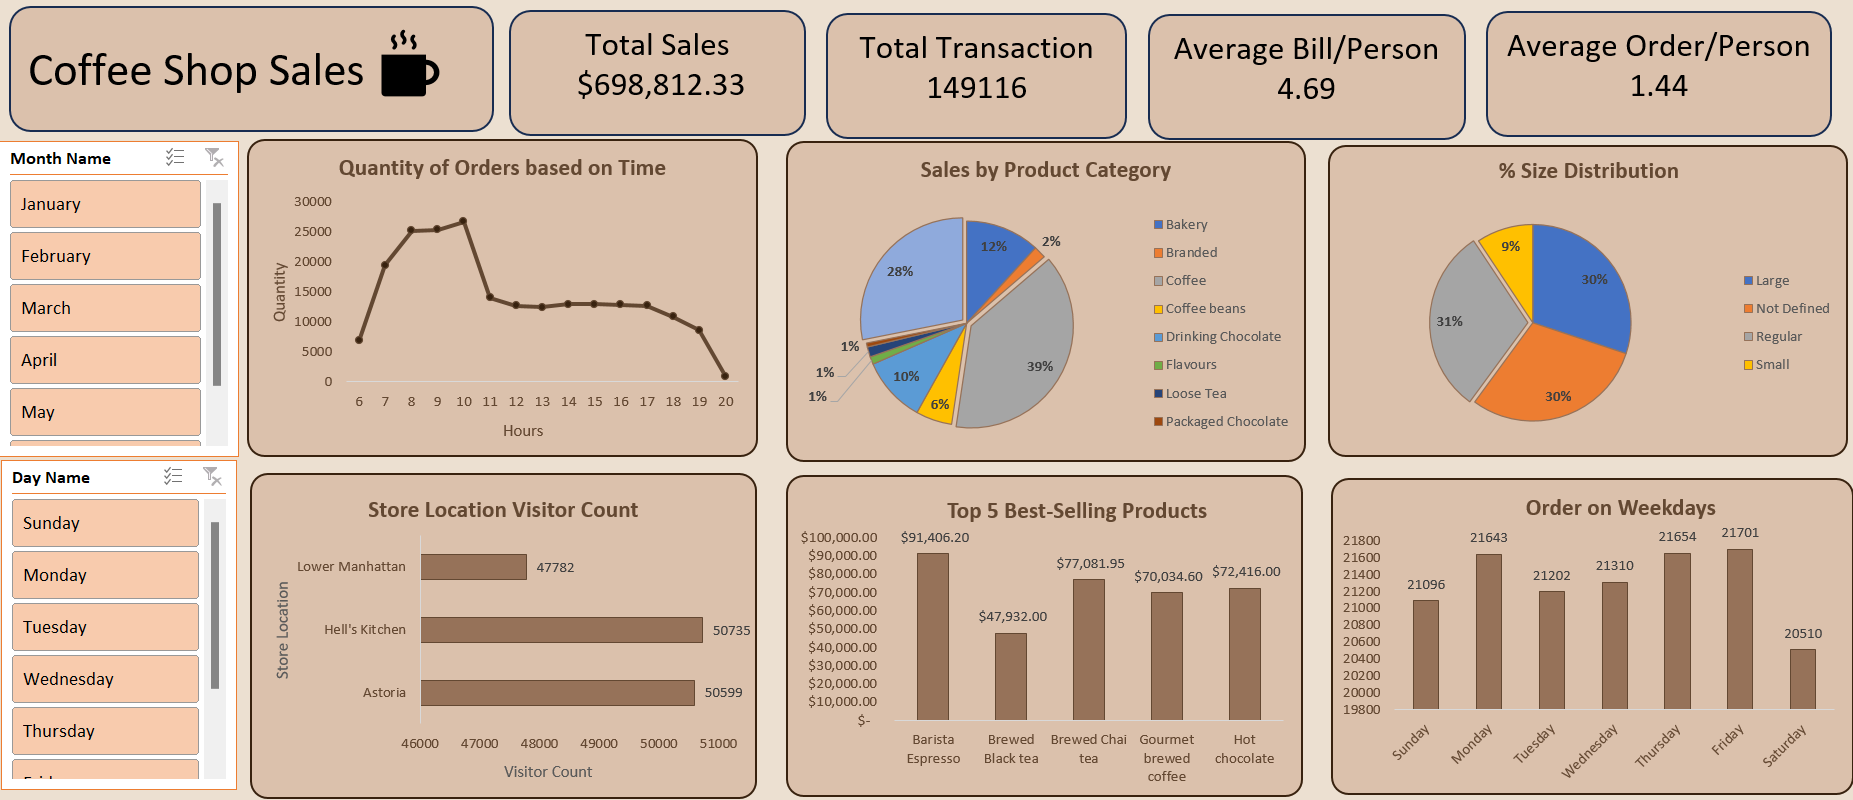 Coffee Shop Sales
Total Sales
$698,812.33
Total Transaction
149116
Average Bill/Person
4.69
Average Order/Person
1.44
Month Name
January
February
March
April
May
Day Name
Sunday
Monday
Tuesday
Wednesday
Thursday
Quantity of Orders based on Time
Quantity
30000
25000
20000
15000
10000
5000
0
6 7 8 9 10 11 12 13 14 15 16 17 18 19 20
Hours
Sales by Product Category
12%
2%
39%
6%
10%
1%
1%
1%
28%
Bakery
Branded
Coffee
Coffee beans
Drinking Chocolate
Flavours
Loose Tea
Packaged Chocolate
% Size Distribution
30%
30%
31%
9%
Large
Not Defined
Regular
Small
Store Location Visitor Count
Store Location
Lower Manhattan 47782
Hell's Kitchen 50735
Astoria 50599
46000 47000 48000 49000 50000 51000
Visitor Count
Top 5 Best-Selling Products
$100,000.00
$90,000.00
$80,000.00
$70,000.00
$60,000.00
$50,000.00
$40,000.00
$30,000.00
$20,000.00
$10,000.00
$-
$91,406.20
$47,932.00
$77,081.95
$70,034.60
$72,416.00
Barista
Espresso
Brewed
Black tea
Brewed Chai
tea
Gourmet
brewed
coffee
Hot
chocolate
Order on Weekdays
21800
21600
21400
21200
21000
20800
20600
20400
20200
20000
19800
21096
21643
21202
21310
21654
21701
20510
Sunday
Monday
Tuesday
Wednesday
Thursday
Friday
Saturday